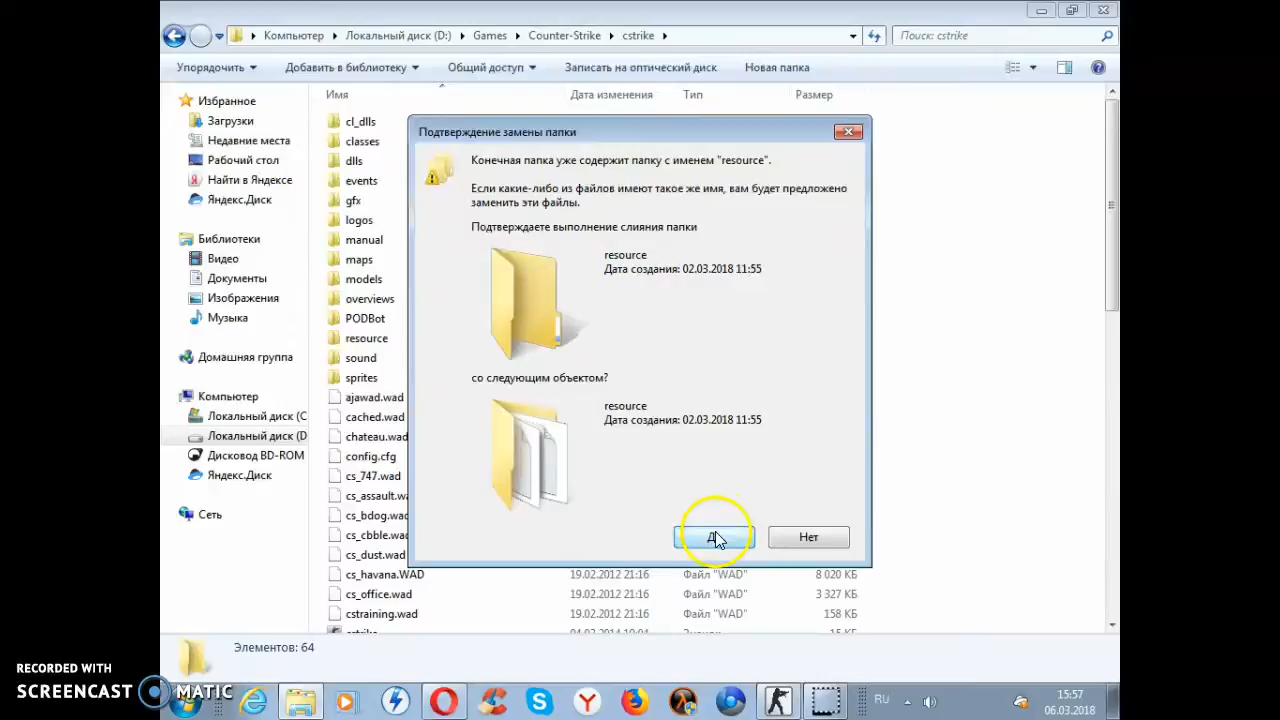 Компьютер
Локальный диск (D:)
Games
Counter-Strike
cstrike
Поиск: cstrike
Упорядочить
Добавить в библиотеку
Общий доступ
Записать на оптический диск
Новая папка
Имя
Дата изменения
Тип
Размер
Избранное
Загрузки
Недавние места
Рабочий стол
Найти в Яндексе
Яндекс.Диск
Библиотеки
Видео
Документы
Изображения
Музыка
Домашняя группа
Компьютер
Локальный диск (C
Локальный диск (D
Дисковод BD-ROM
Яндекс.Диск
Сеть
cl_dlls
classes
dlls
events
gfx
logos
manual
maps
models
overviews
PODBot
resource
sound
sprites
ajawad.wad
cached.wad
chateau.wad
config.cfg
cs_747.wad
cs_assault.wa
cs_bdog.wad
cs_cbble.wad
cs_dust.wad
cs_havana.WAD 19.02.2012 21:16 Файл "WAD" 8 020 КБ
cs_office.wad 19.02.2012 21:16 Файл "WAD" 3 327 КБ
cstraining.wad 19.02.2012 21:16 Файл "WAD" 158 КБ
Подтверждение замены папки
Конечная папка уже содержит папку с именем "resource".
Если какие-либо из файлов имеют такое же имя, вам будет предложено
заменить эти файлы.
Подтверждаете выполнение слияния папки
resource
Дата создания: 02.03.2018 11:55
со следующим объектом?
resource
Дата создания: 02.03.2018 11:55
Нет
Элементов: 64
RECORDED WITH
SCREENCAST MATIC
RU
15:57
06.03.2018